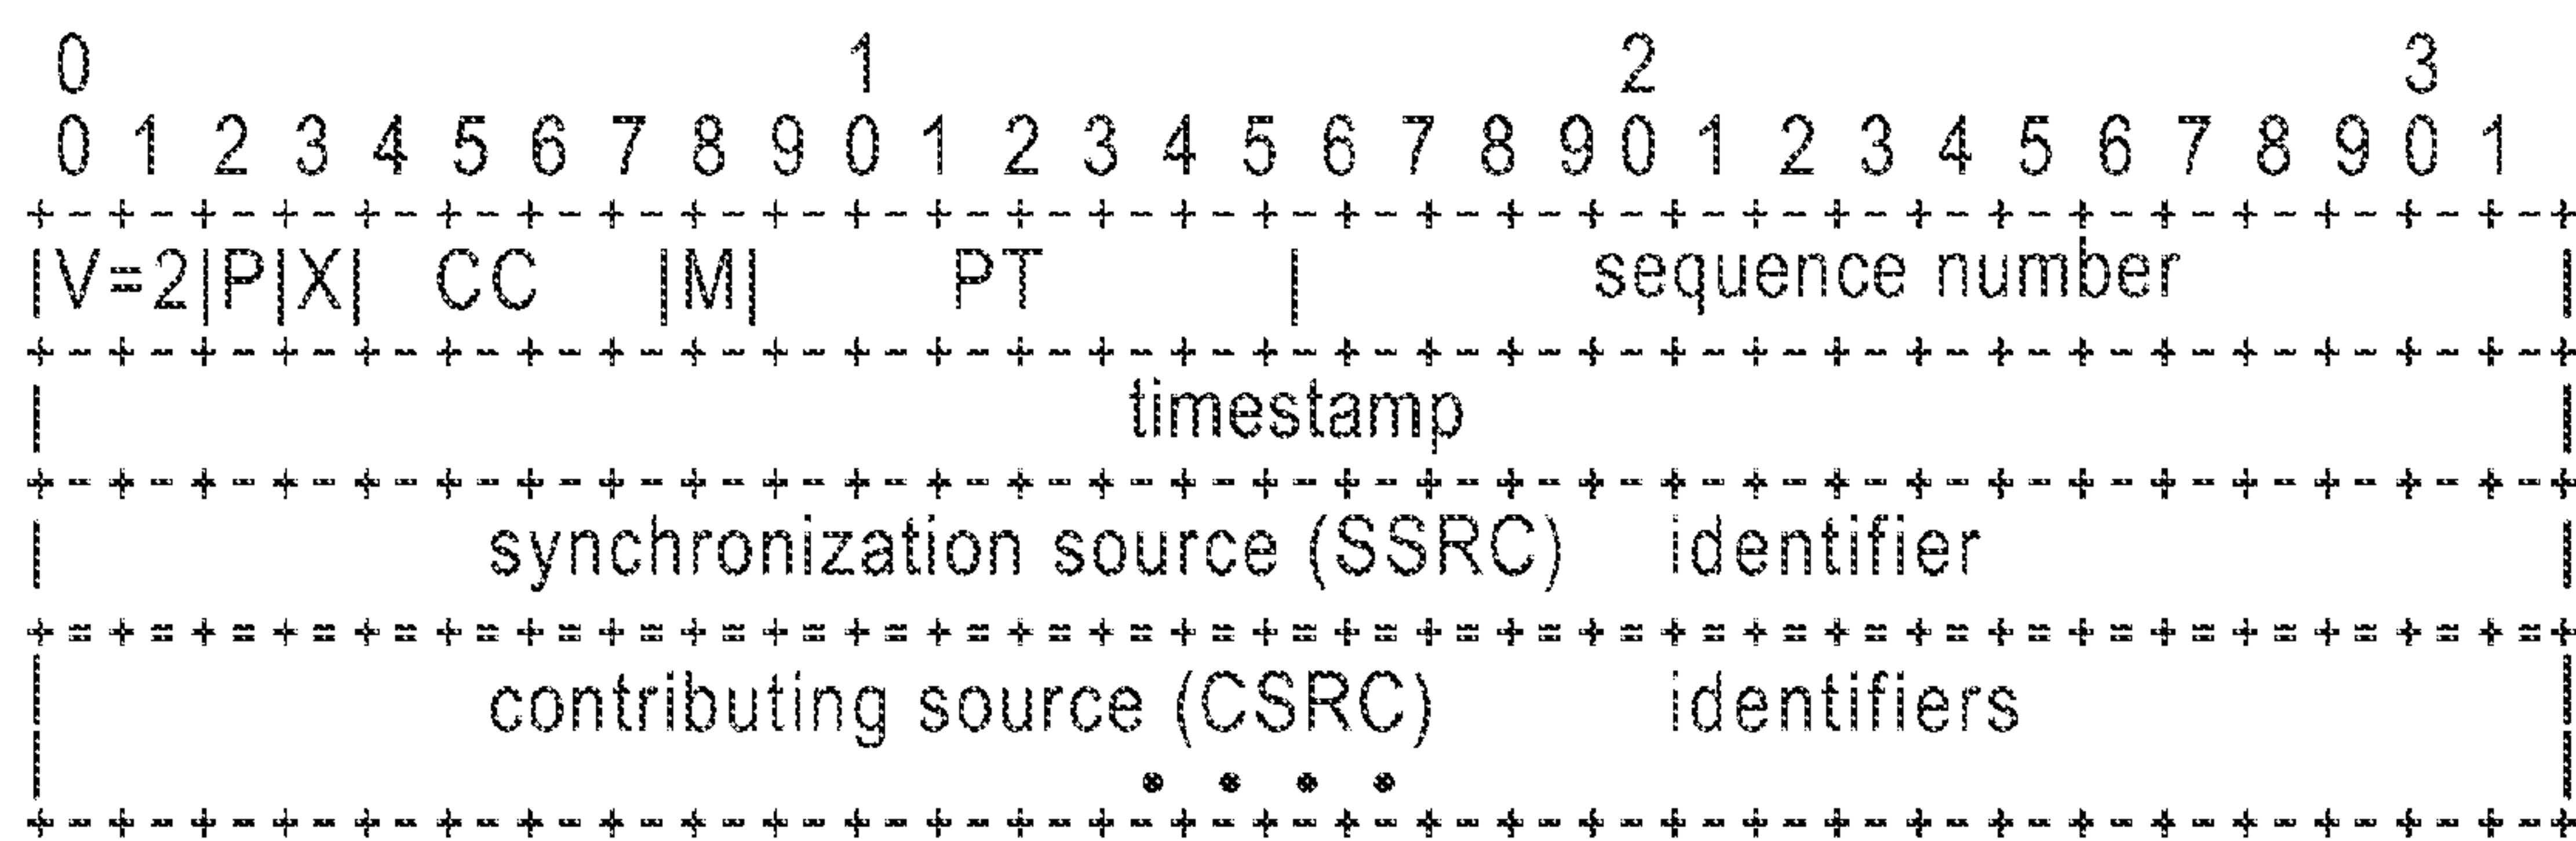 0 1 2 3
0 1 2 3 4 5 6 7 8 9 0 1 2 3 4 5 6 7 8 9 0 1 2 3 4 5 6 7 8 9 0 1
+-+-+-+-+-+-+-+-+-+-+-+-+-+-+-+-+-+-+-+-+-+-+-+-+-+-+-+-+-+-+-+
|V=2|P|X| CC |M| PT | sequence number |
+-+-+-+-+-+-+-+-+-+-+-+-+-+-+-+-+-+-+-+-+-+-+-+-+-+-+-+-+-+-+-+
| timestamp |
+-+-+-+-+-+-+-+-+-+-+-+-+-+-+-+-+-+-+-+-+-+-+-+-+-+-+-+-+-+-+-+
| synchronization source (SSRC) identifier |
+=+=+=+=+=+=+=+=+=+=+=+=+=+=+=+=+=+=+=+=+=+=+=+=+=+=+=+=+=+=+=+
| contributing source (CSRC) identifiers |
| • • • • |
+-+-+-+-+-+-+-+-+-+-+-+-+-+-+-+-+-+-+-+-+-+-+-+-+-+-+-+-+-+-+-+